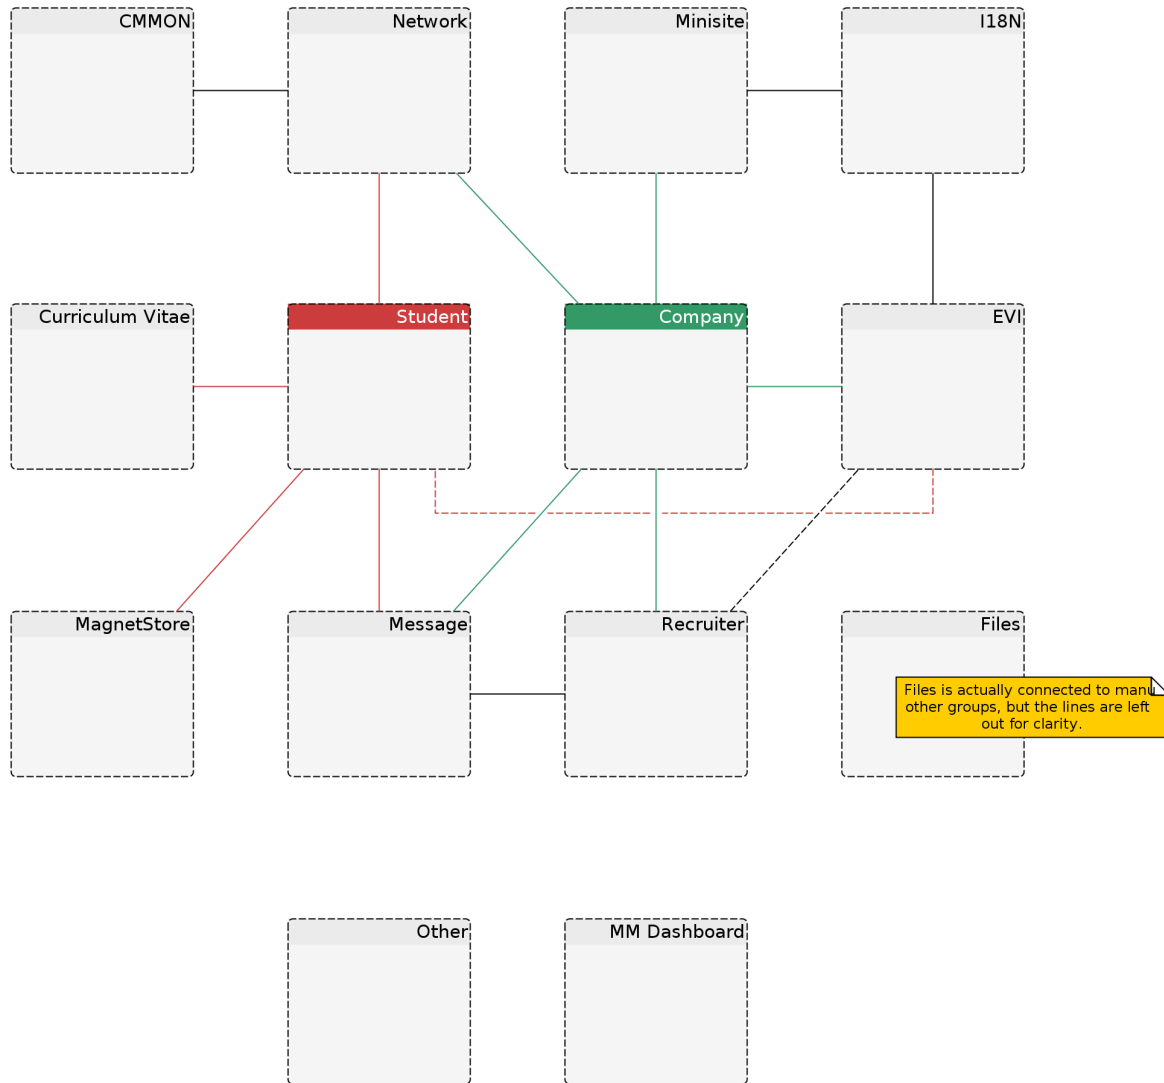 CMMON
Network
Minisite
I18N
Curriculum Vitae
Student
Company
EVI
MagnetStore
Message
Recruiter
Files
Files is actually connected to manu
other groups, but the lines are left
out for clarity.
Other
MM Dashboard